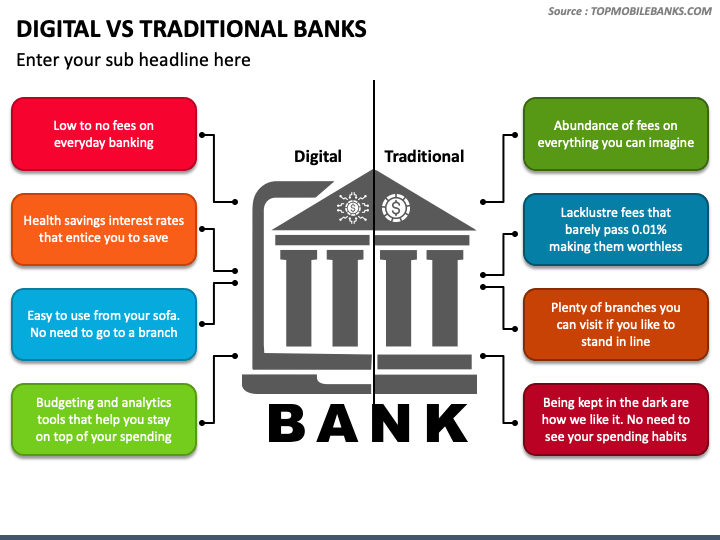 Source : TOPMOBILEBANKS.COM
DIGITAL VS TRADITIONAL BANKS
Enter your sub headline here
Digital
Traditional
Low to no fees on
everyday banking
Health savings interest rates
that entice you to save
Easy to use from your sofa.
No need to go to a branch
Budgeting and analytics
tools that help you stay
on top of your spending
Abundance of fees on
everything you can imagine
Lacklustre fees that
barely pass 0.01%
making them worthless
Plenty of branches you
can visit if you like to
stand in line
Being kept in the dark are
how we like it. No need to
see your spending habits
$
$
BANK